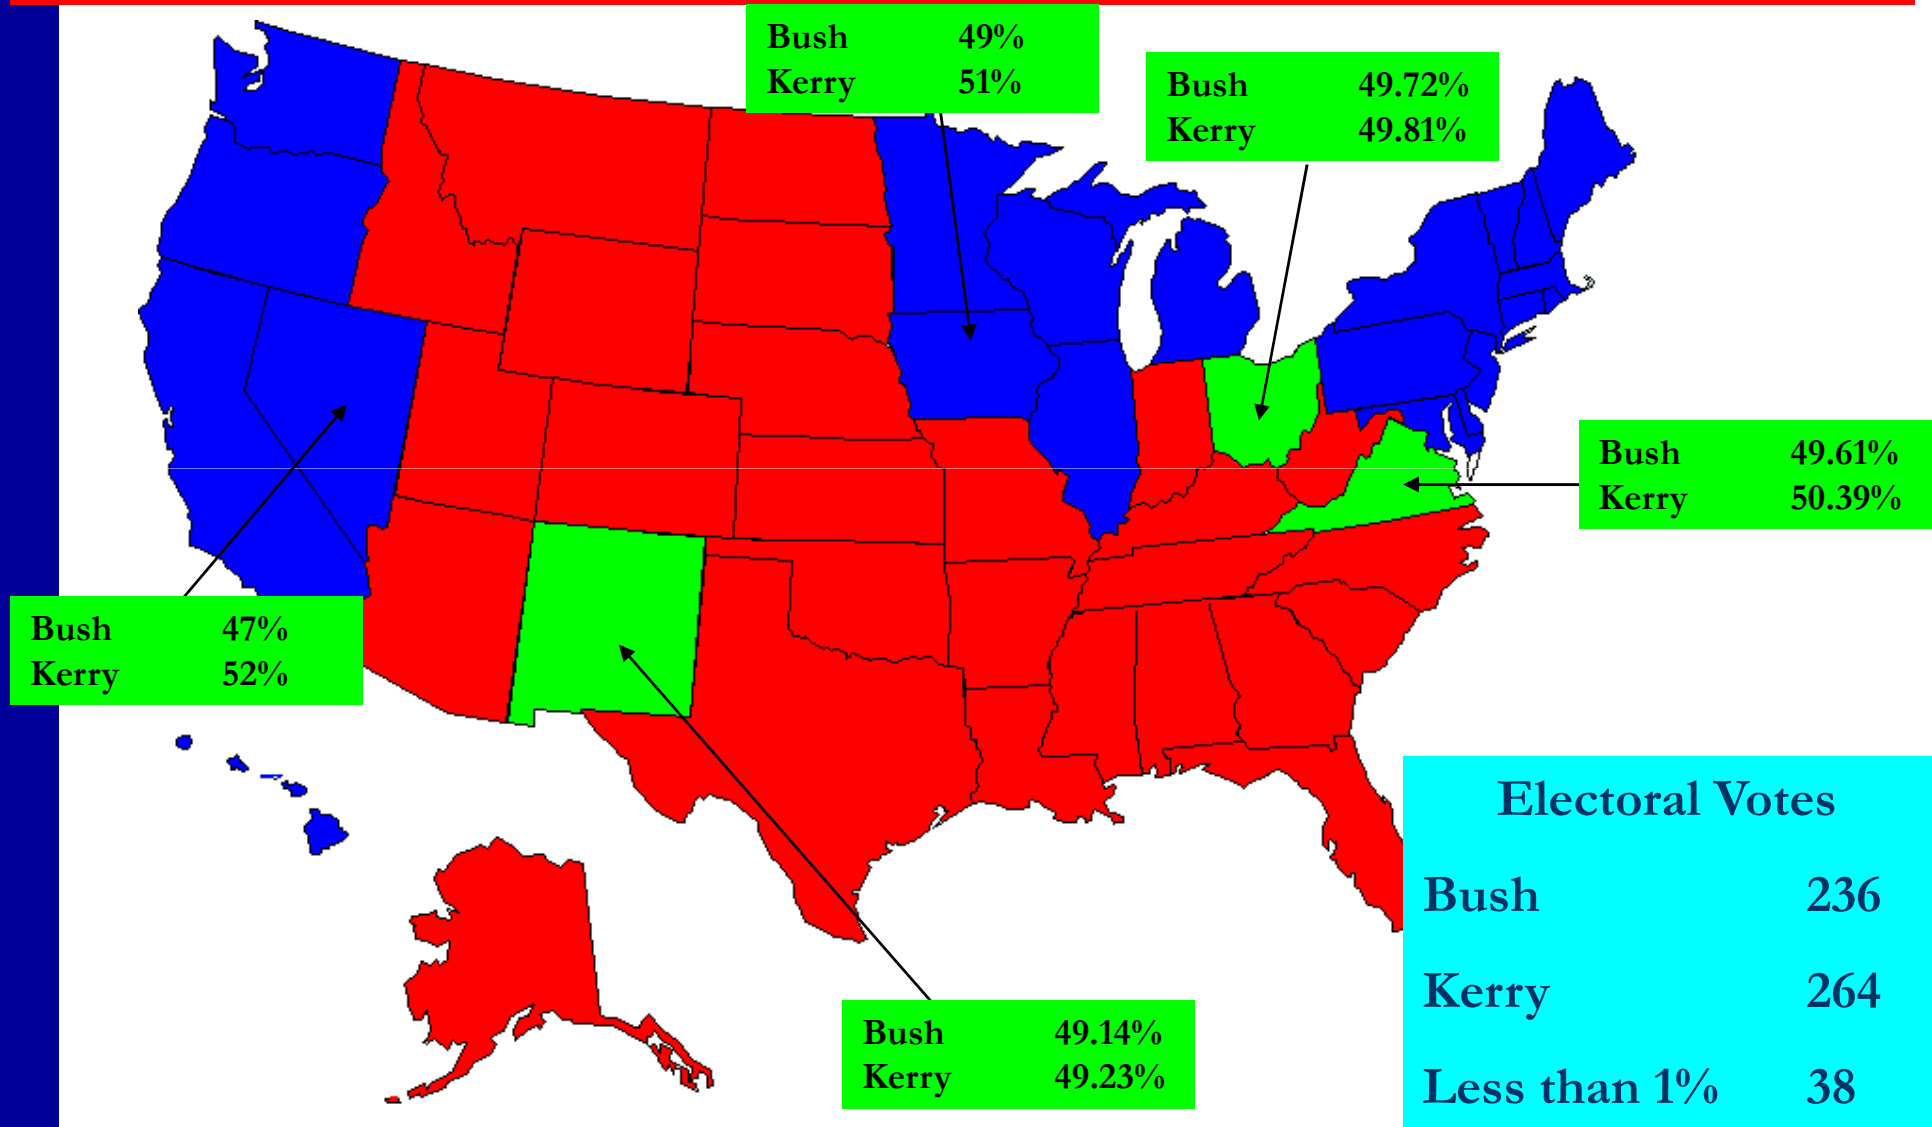 Bush 49%
Kerry 51%
Bush 49.72%
Kerry 49.81%
Bush 49.61%
Kerry 50.39%
Bush 47%
Kerry 52%
Bush 49.14%
Kerry 49.23%
Electoral Votes
Bush 236
Kerry 264
Less than 1% 38